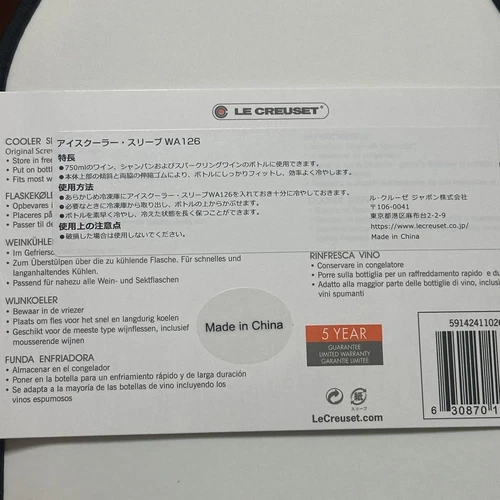 LE CREUSET
COOLER
アイスクーラー・スリーブ WA126
Original Screw
特長
• Store in free
●750mlのワイン、シャンパンおよびスパークリングワインのボトルに使用できます。
• Put on bottl
●本体上部の傾斜と両脇の伸縮ゴムにより、ボトルにしっかりフィットし、効率よく冷やします。
• Fits most w
使用方法
●あらかじめ冷凍庫にアイスクーラー・スリーブWA126を入れておき十分に冷やしておきます。
●必要なときに冷凍庫から取り出し、ボトルの上からかぶせます。
●ボトルを素早く冷やし、冷えた状態を長く保つことができます。
使用上の注意点
●破損した場合は使用しないでください。
ル・クルーゼ ジャポン株式会社
〒106-0041
東京都港区麻布台2-2-9
https://www.lecreuset.co.jp/
Made in China
FLASKEKØL
• Opbevares i
• Placeres på
• Passer til de
WEINKÜHLE
• Im Gefriersc
• Zum Überstülpen über die zu kühlende Flasche. Für schnelles und
langanhaltendes Kühlen.
• Passend für nahezu alle Wein- und Sektflaschen
WIJNKOELER
• Bewaar in de vriezer
• Plaats om fles voor het snel en langdurig koelen
• Geschikt voor de meeste type wijnflessen, inclusief
mousserende wijnen
FUNDA ENFRIADORA
• Almacenar en el congelador
• Poner en la botella para un enfriamiento rápido y de larga duración
• Se adapta a la mayoría de las botellas de vino incluyendo los
vinos espumosos
RINFRESCA VINO
• Conservare in congelatore
• Porre sulla bottiglia per un raffreddamento rapido e du
• Adatto alla maggior parte delle bottiglie di vino, inclusi
vini spumanti
Made in China
5 YEAR
GUARANTEE
LIMITED WARRANTY
GARANTIE LIMITÉE
紙
スリーブ
LeCreuset.com
5914241102
6 30870 1